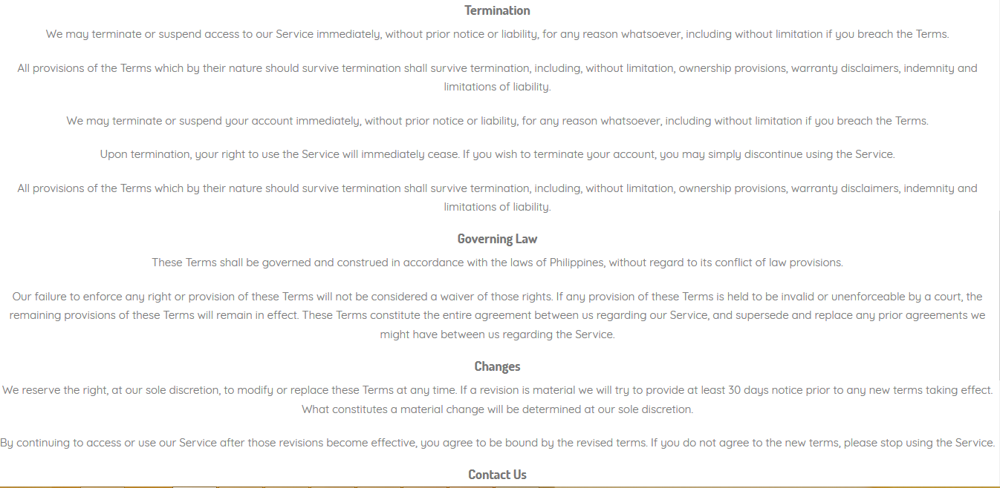 Termination
We may terminate or suspend access to our Service immediately, without prior notice or liability, for any reason whatsoever, including without limitation if you breach the Terms.
All provisions of the Terms which by their nature should survive termination shall survive termination, including, without limitation, ownership provisions, warranty disclaimers, indemnity and
limitations of liability.
We may terminate or suspend your account immediately, without prior notice or liability, for any reason whatsoever, including without limitation if you breach the Terms.
Upon termination, your right to use the Service will immediately cease. If you wish to terminate your account, you may simply discontinue using the Service.
All provisions of the Terms which by their nature should survive termination shall survive termination, including, without limitation, ownership provisions, warranty disclaimers, indemnity and
limitations of liability.
Governing Law
These Terms shall be governed and construed in accordance with the laws of Philippines, without regard to its conflict of law provisions.
Our failure to enforce any right or provision of these Terms will not be considered a waiver of those rights. If any provision of these Terms is held to be invalid or unenforceable by a court, the
remaining provisions of these Terms will remain in effect. These Terms constitute the entire agreement between us regarding our Service, and supersede and replace any prior agreements we
might have between us regarding the Service.
Changes
We reserve the right, at our sole discretion, to modify or replace these Terms at any time. If a revision is material we will try to provide at least 30 days notice prior to any new terms taking effect.
What constitutes a material change will be determined at our sole discretion.
By continuing to access or use our Service after those revisions become effective, you agree to be bound by the revised terms. If you do not agree to the new terms, please stop using the Service.
Contact Us